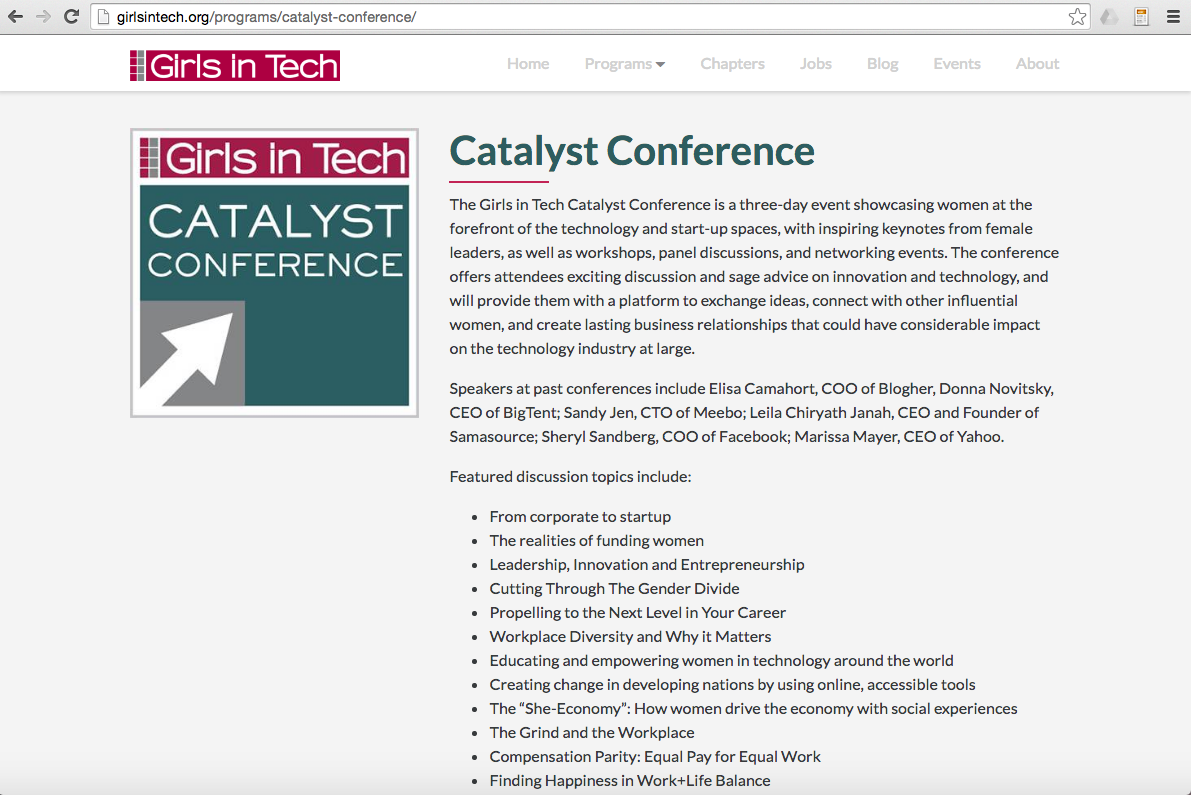 girlsintech.org/programs/catalyst-conference/
Girls in Tech
Home Programs Chapters Jobs Blog Events About
Girls in Tech
CATALYST
CONFERENCE
Catalyst Conference
The Girls in Tech Catalyst Conference is a three-day event showcasing women at the
forefront of the technology and start-up spaces, with inspiring keynotes from female
leaders, as well as workshops, panel discussions, and networking events. The conference
offers attendees exciting discussion and sage advice on innovation and technology, and
will provide them with a platform to exchange ideas, connect with other influential
women, and create lasting business relationships that could have considerable impact
on the technology industry at large.
Speakers at past conferences include Elisa Camahort, COO of Blogher, Donna Novitsky,
CEO of BigTent; Sandy Jen, CTO of Meebo; Leila Chiryath Janah, CEO and Founder of
Samasource; Sheryl Sandberg, COO of Facebook; Marissa Mayer, CEO of Yahoo.
Featured discussion topics include:
• From corporate to startup
• The realities of funding women
• Leadership, Innovation and Entrepreneurship
• Cutting Through The Gender Divide
• Propelling to the Next Level in Your Career
• Workplace Diversity and Why it Matters
• Educating and empowering women in technology around the world
• Creating change in developing nations by using online, accessible tools
• The “She-Economy”: How women drive the economy with social experiences
• The Grind and the Workplace
• Compensation Parity: Equal Pay for Equal Work
• Finding Happiness in Work+Life Balance